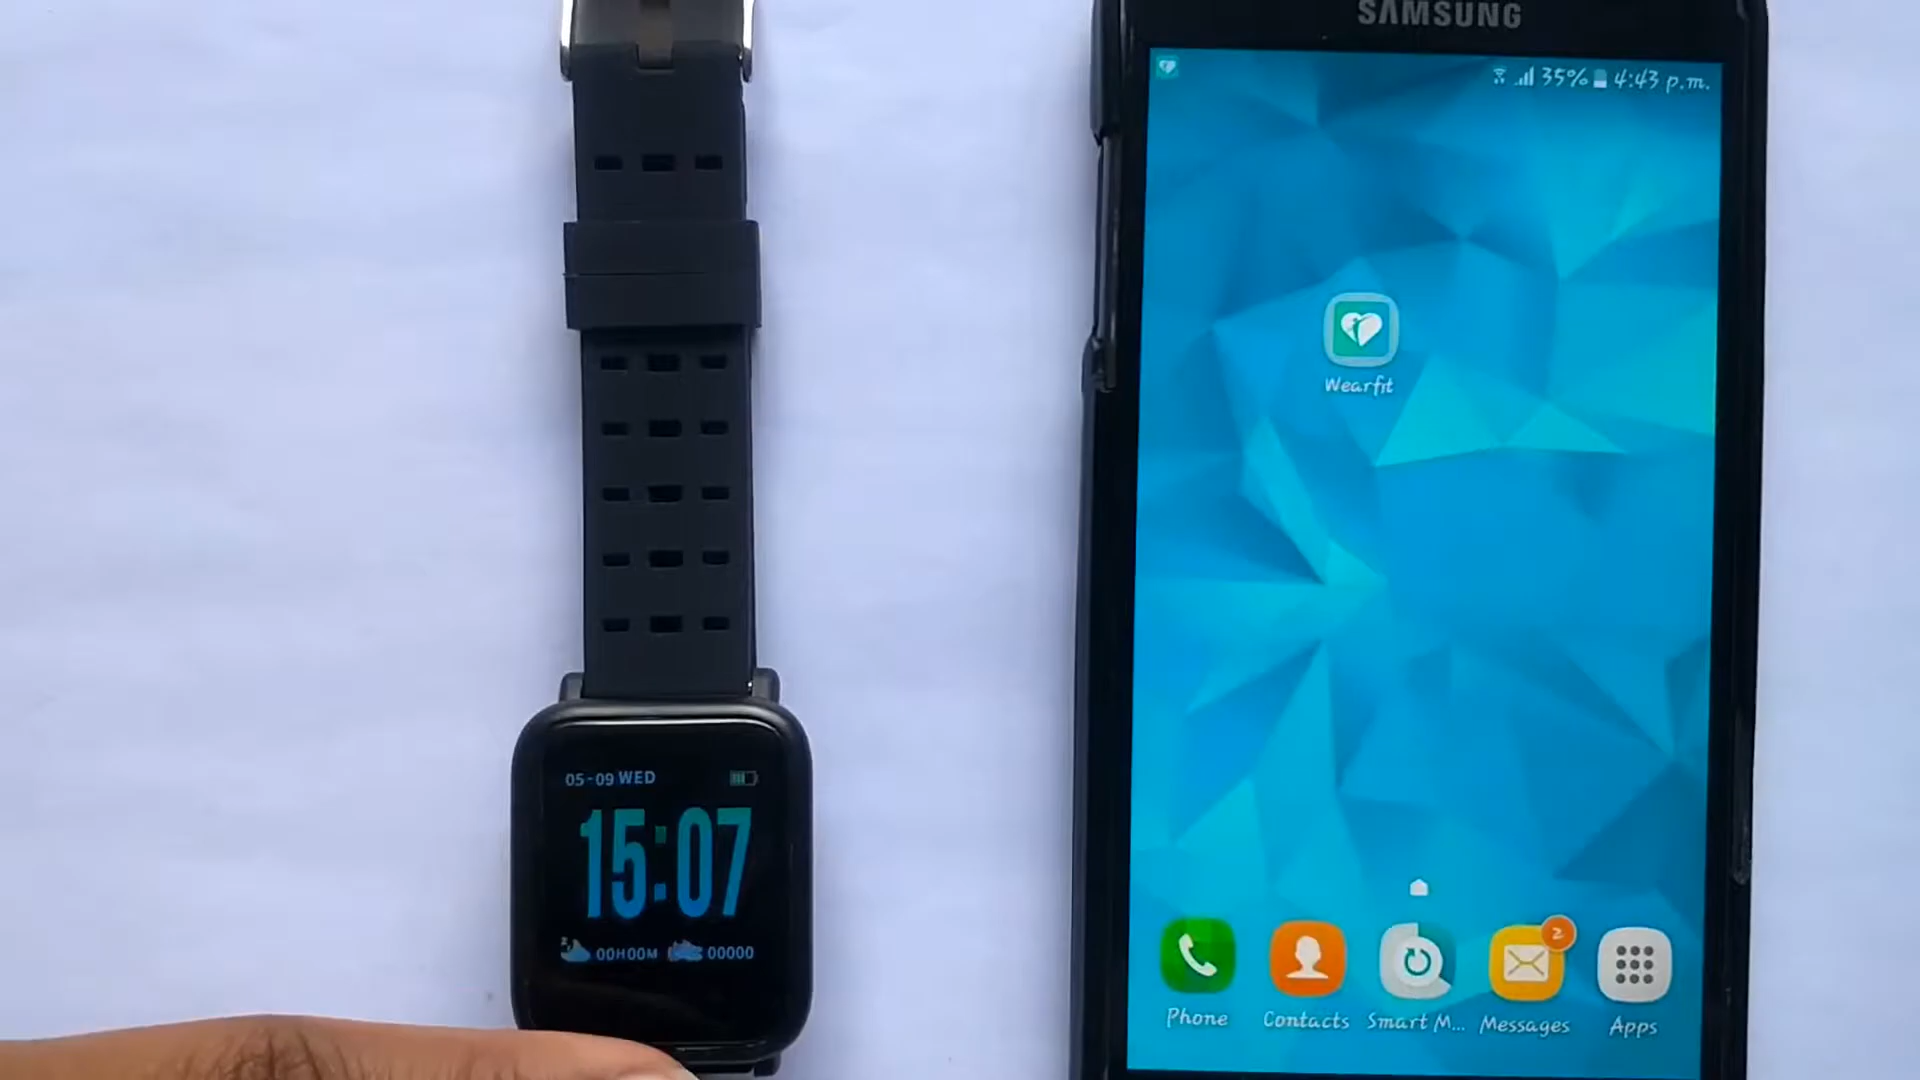 SAMSUNG
35% 4:43 p.m.
Wearfit
05-09 WED
15:07
00H00M 00000
2
Phone Contacts Smart M... Messages Apps